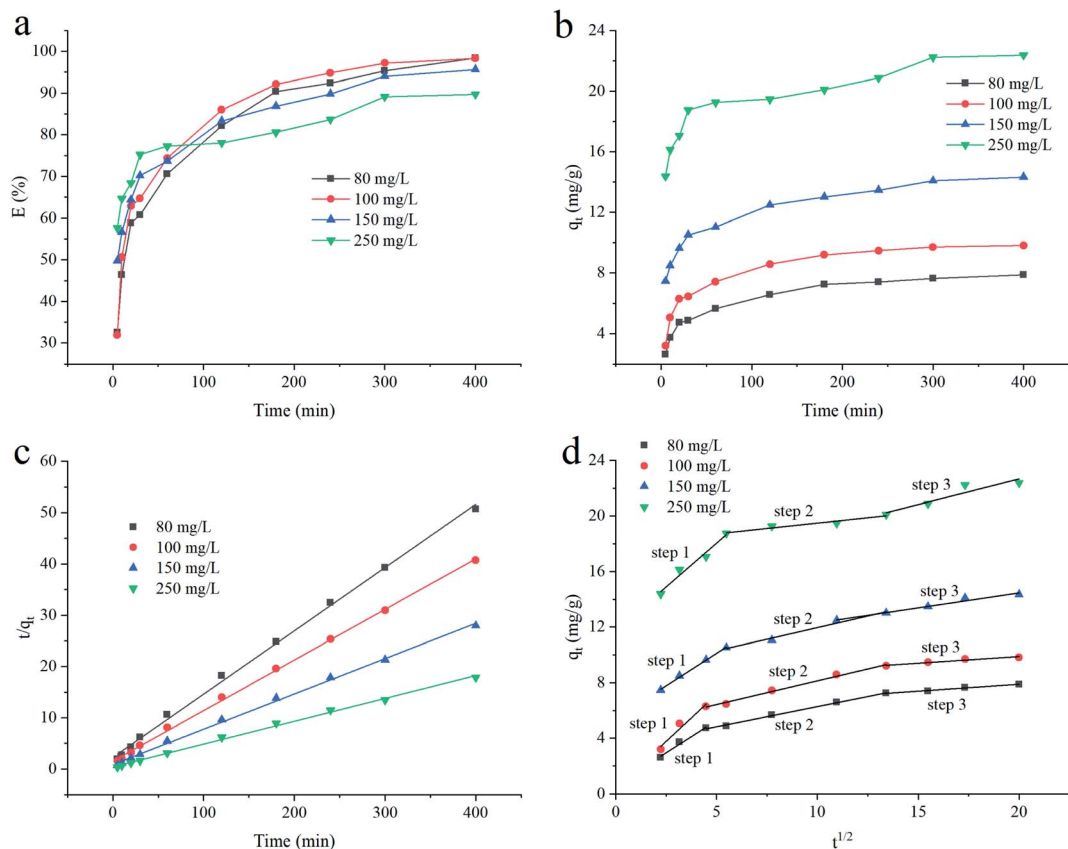 a
E (%)
100
90
80
70
60
50
40
30
80 mg/L
100 mg/L
150 mg/L
250 mg/L
0
100
200
300
400
Time (min)
b
qt (mg/g)
24
20
16
12
8
4
80 mg/L
100 mg/L
150 mg/L
250 mg/L
0
100
200
300
400
Time (min)
c
t/qt
60
50
40
30
20
10
0
80 mg/L
100 mg/L
150 mg/L
250 mg/L
0
100
200
300
400
Time (min)
d
80 mg/L
100 mg/L
150 mg/L
250 mg/L
qt (mg/g)
24
20
16
12
8
4
0
step 1
step 2
step 3
step 1
step 2
step 3
step 1
step 2
step 3
step 1
step 2
step 3
0
5
10
15
20
t1/2